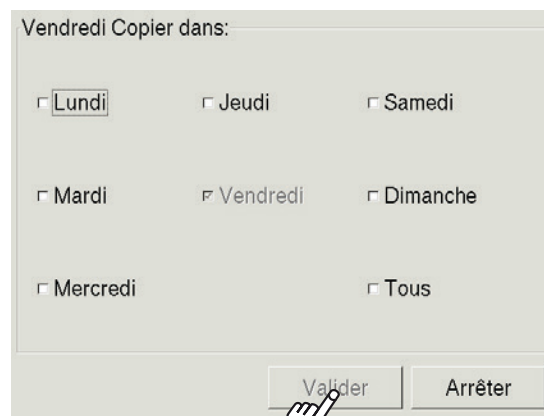 Vendredi Copier dans:
Lundi Jeudi Samedi
Mardi Vendredi Dimanche
Mercredi Tous
Valider Arrêter